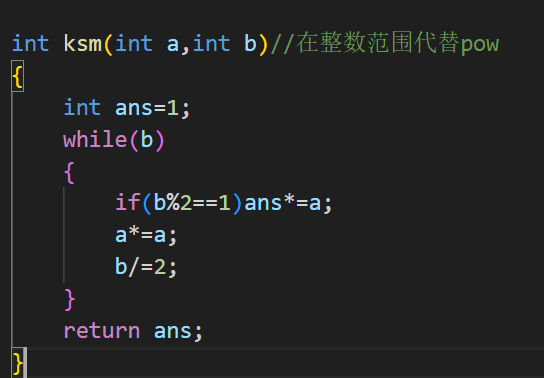 int ksm(int a,int b)//在整数范围代替pow
{
    int ans=1;
    while(b)
    {
        if(b%2==1)ans*=a;
        a*=a;
        b/=2;
    }
    return ans;
}